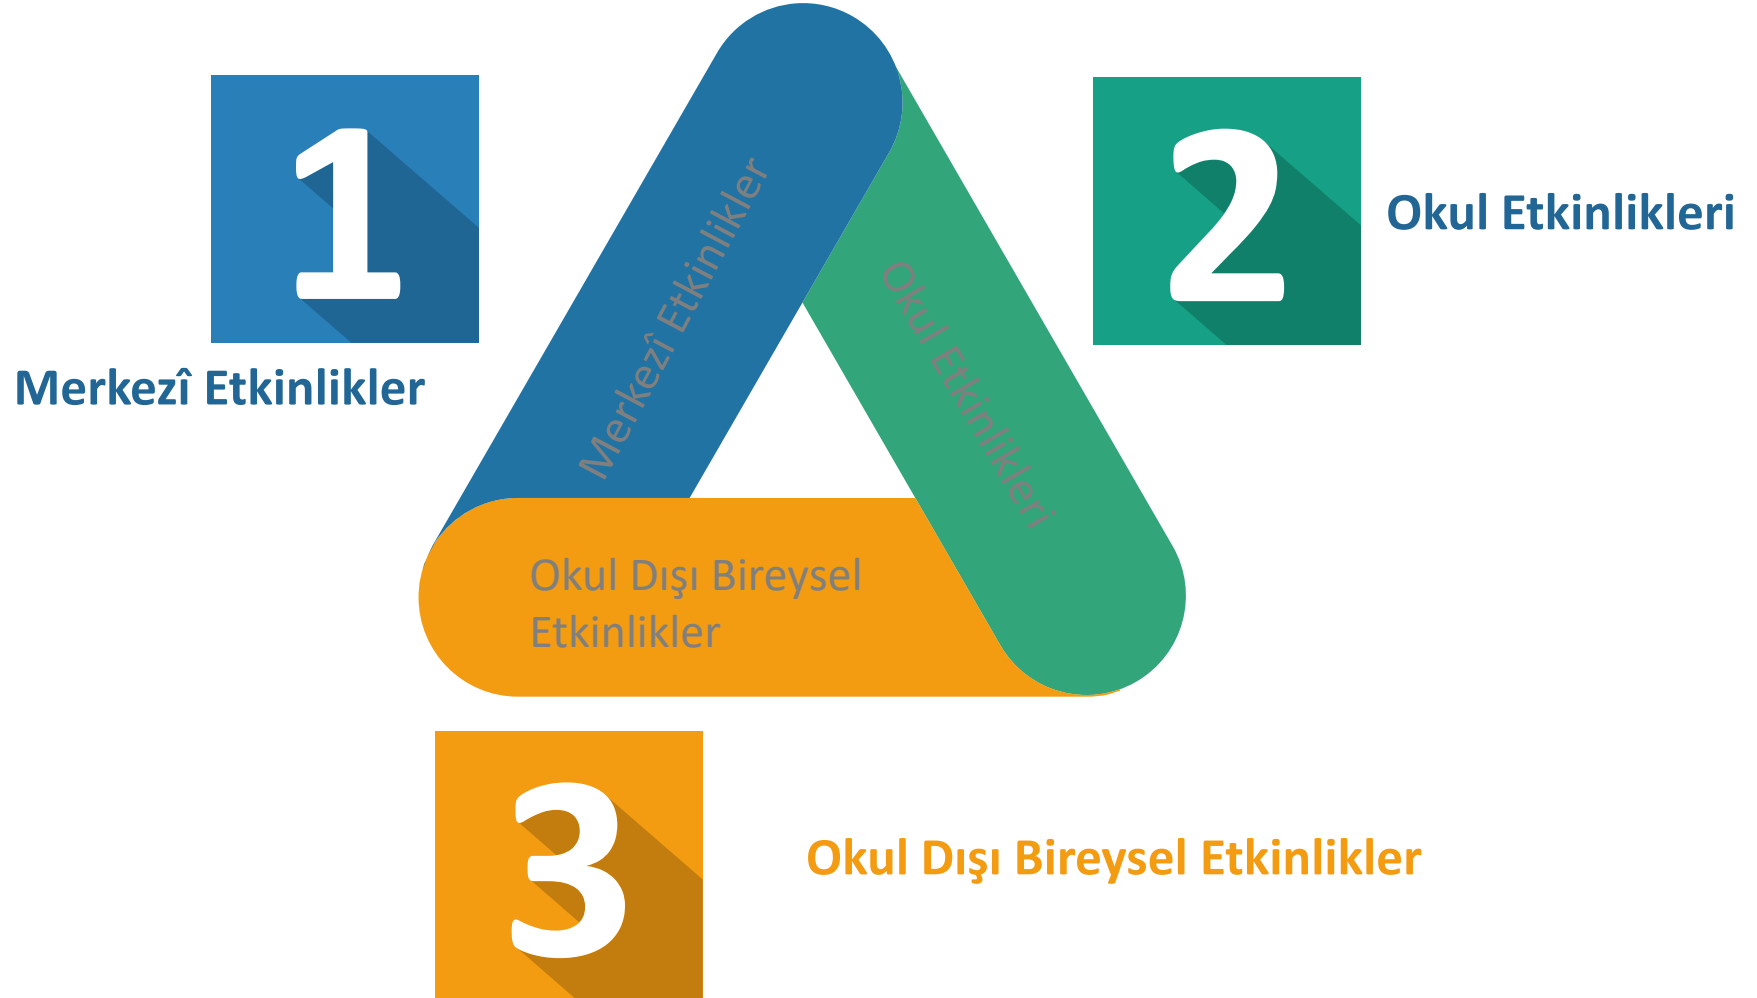 1
Merkezî Etkinlikler
Merkezî Etkinlikler
Okul Etkinlikleri
2
Okul Etkinlikleri
Okul Dışı Bireysel
Etkinlikler
3
Okul Dışı Bireysel Etkinlikler